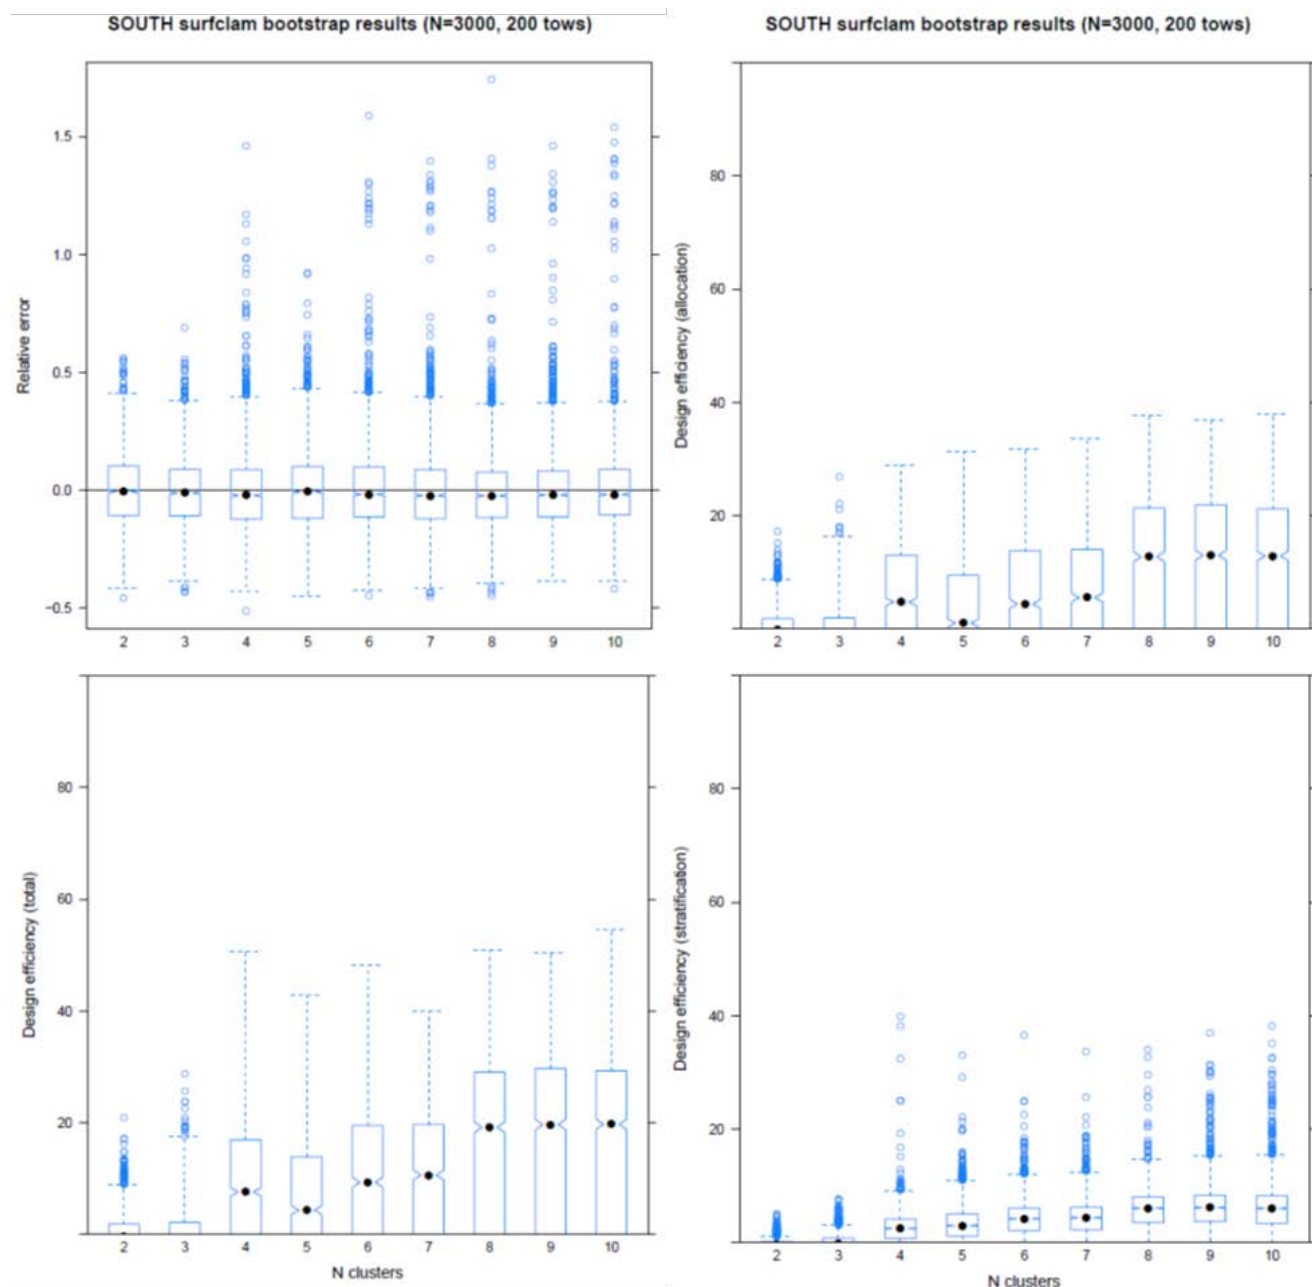 SOUTH surfclam bootstrap results (N=3000, 200 tows)
Relative error
1.5
1.0
0.5
0.0
−0.5
2 3 4 5 6 7 8 9 10
SOUTH surfclam bootstrap results (N=3000, 200 tows)
Design efficiency (allocation)
80
60
40
20
2 3 4 5 6 7 8 9 10
Design efficiency (total)
80
60
40
20
2 3 4 5 6 7 8 9 10
N clusters
Design efficiency (stratification)
80
60
40
20
2 3 4 5 6 7 8 9 10
N clusters